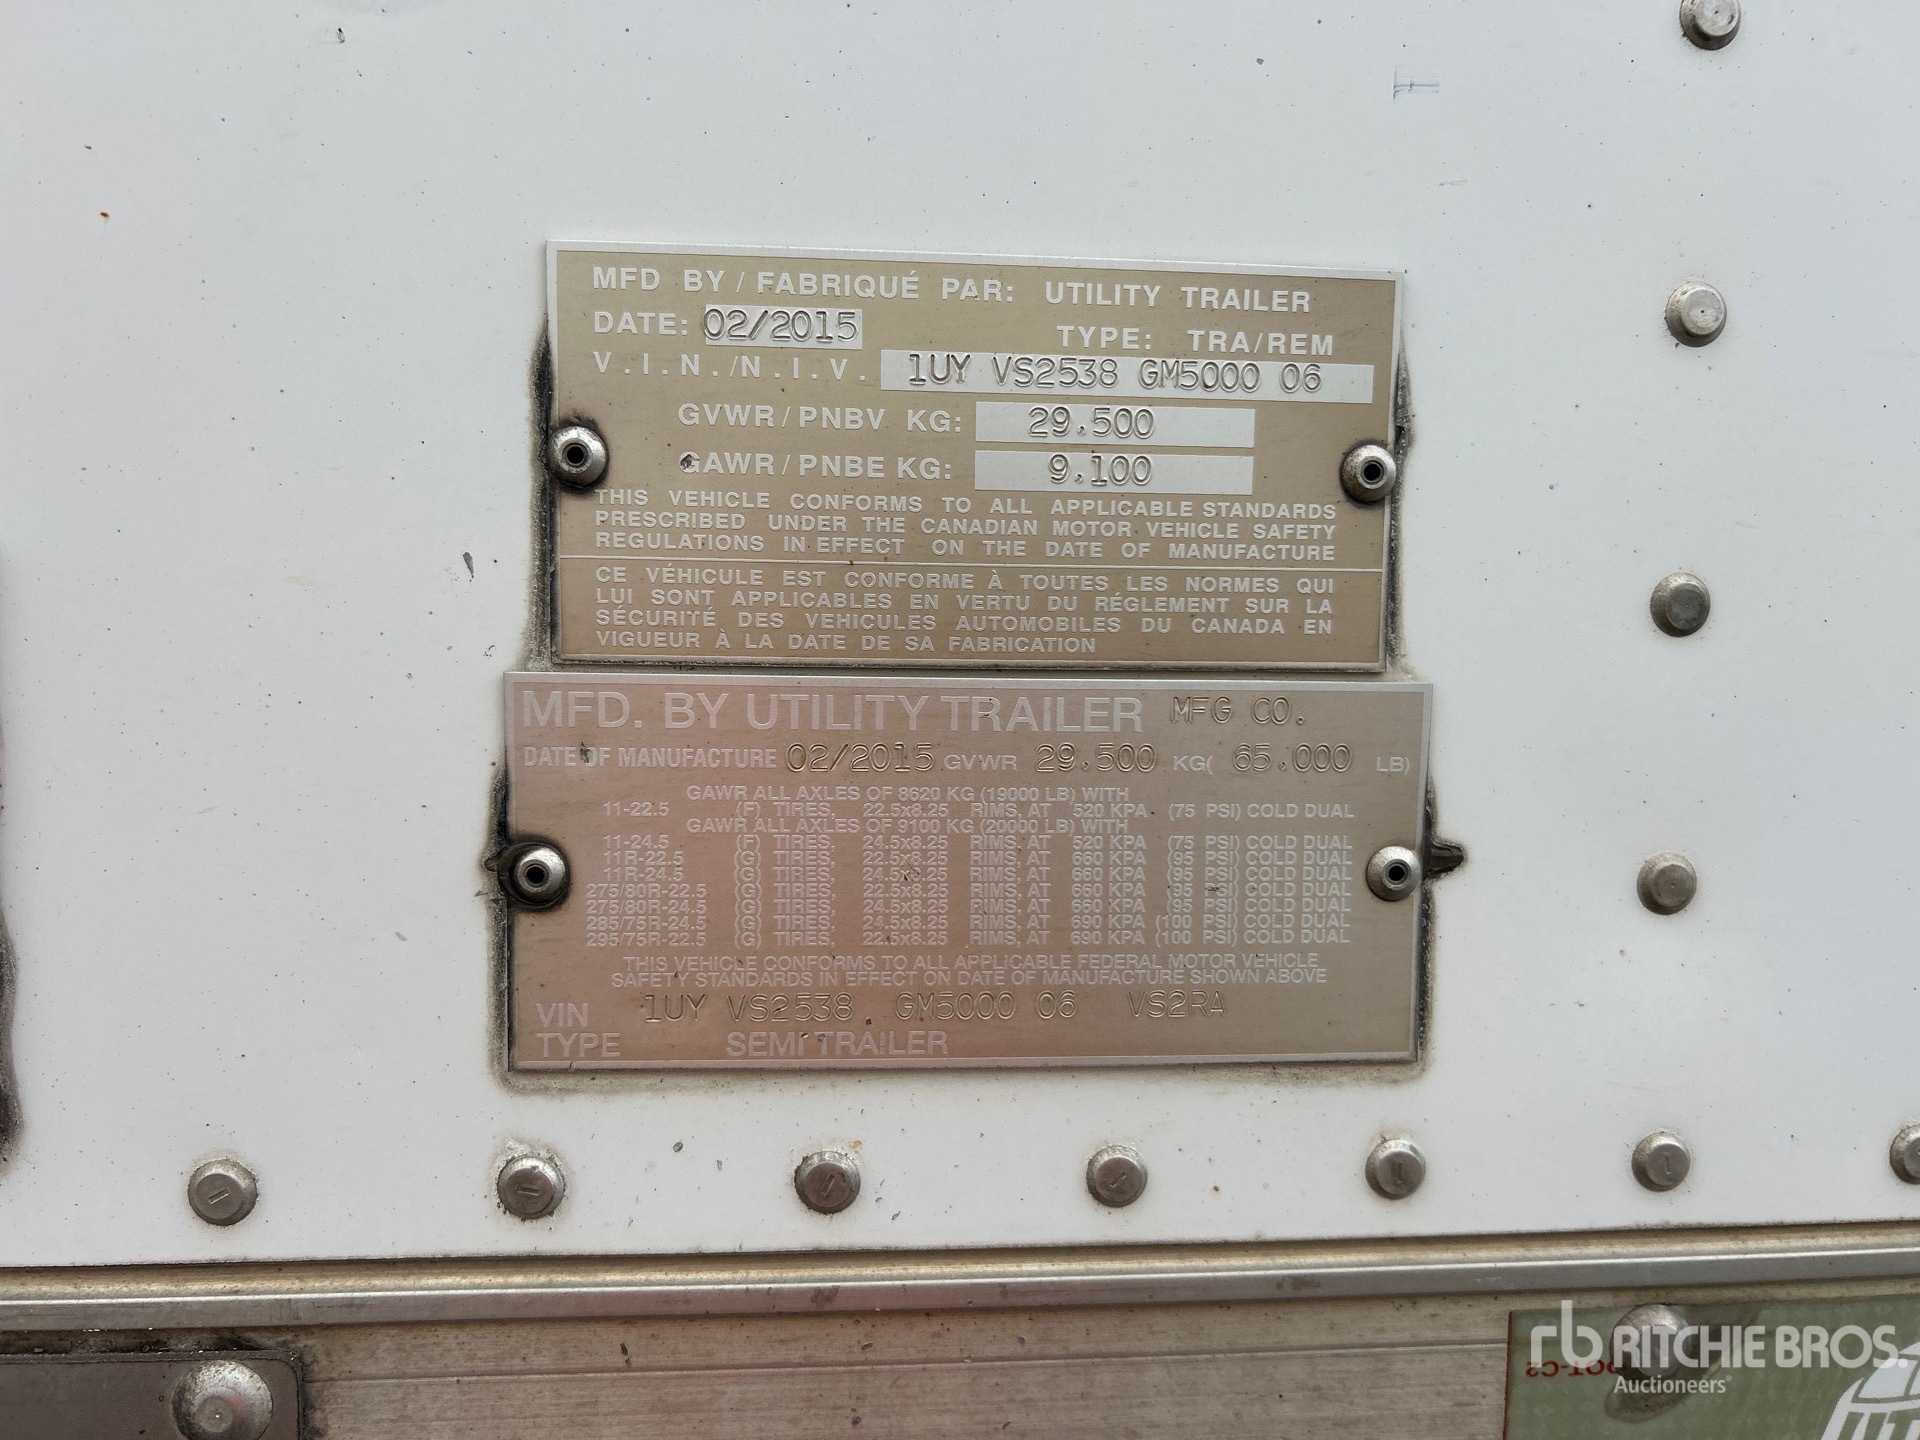 MFD BY / FABRIQUÉ PAR: UTILITY TRAILER
DATE: 02/2015 TYPE: TRA/REM
V.I.N./N.I.V. 1UY VS2538 GM5000 06
GVWR/PNBV KG: 29,500
GAWR/PNBE KG: 9,100
THIS VEHICLE CONFORMS TO ALL APPLICABLE STANDARDS
PRESCRIBED UNDER THE CANADIAN MOTOR VEHICLE SAFETY
REGULATIONS IN EFFECT ON THE DATE OF MANUFACTURE
CE VÉHICULE EST CONFORME À TOUTES LES NORMES QUI
LUI SONT APPLICABLES EN VERTU DU RÉGLEMENT SUR LA
SÉCURITÉ DES VEHICULES AUTOMOBILES DU CANADA EN
VIGUEUR À LA DATE DE SA FABRICATION
MFD. BY UTILITY TRAILER MFG CO.
DATE OF MANUFACTURE 02/2015 GVWR 29,500 KG( 65,000 LB)
GAWR ALL AXLES OF 8620 KG (19000 LB) WITH
11-22.5 (F) TIRES, 22.5x8.25 RIMS, AT 520 KPA (75 PSI) COLD DUAL
GAWR ALL AXLES OF 9100 KG (20000 LB) WITH
11-24.5 (F) TIRES, 24.5x8.25 RIMS, AT 520 KPA (75 PSI) COLD DUAL
11R-22.5 (G) TIRES, 22.5x8.25 RIMS, AT 660 KPA (95 PSI) COLD DUAL
11R-24.5 (G) TIRES, 24.5x8.25 RIMS, AT 660 KPA (95 PSI) COLD DUAL
275/80R-22.5 (G) TIRES, 22.5x8.25 RIMS, AT 660 KPA (95 PSI) COLD DUAL
275/80R-24.5 (G) TIRES, 24.5x8.25 RIMS, AT 660 KPA (95 PSI) COLD DUAL
285/75R-24.5 (G) TIRES, 24.5x8.25 RIMS, AT 690 KPA (100 PSI) COLD DUAL
295/75R-22.5 (G) TIRES, 22.5x8.25 RIMS, AT 690 KPA (100 PSI) COLD DUAL
THIS VEHICLE CONFORMS TO ALL APPLICABLE FEDERAL MOTOR VEHICLE
SAFETY STANDARDS IN EFFECT ON DATE OF MANUFACTURE SHOWN ABOVE
VIN 1UY VS2538 GM5000 06 VS2RA
TYPE SEMI TRAILER
DOT-C2
rb RITCHIE BROS.
Auctioneers